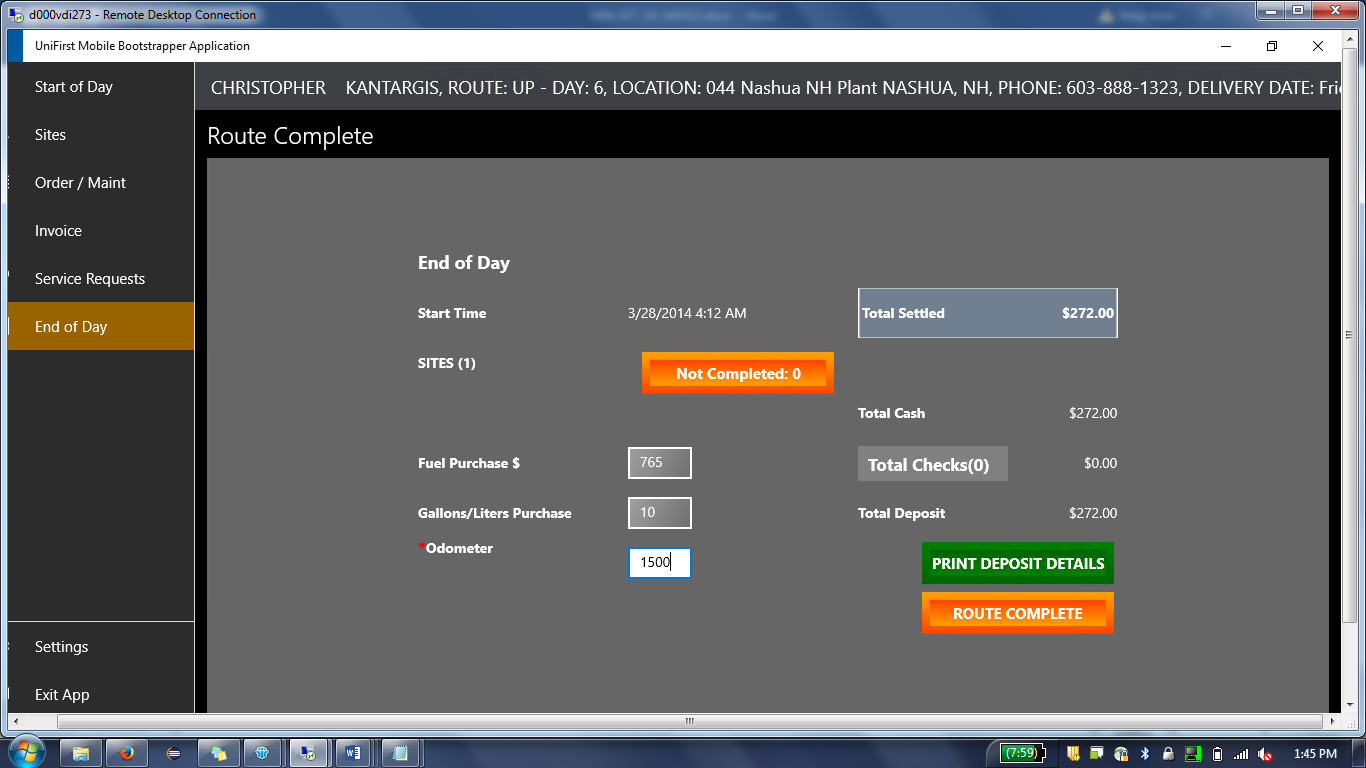 d000vdi273 - Remote Desktop Connection
UniFirst Mobile Bootstrapper Application
Start of Day
Sites
Order / Maint
Invoice
Service Requests
End of Day
Settings
Exit App
CHRISTOPHER KANTARGIS, ROUTE: UP - DAY: 6, LOCATION: 044 Nashua NH Plant NASHUA, NH, PHONE: 603-888-1323, DELIVERY DATE: Fri
Route Complete
End of Day
Start Time 3/28/2014 4:12 AM
Total Settled $272.00
SITES (1)
Not Completed: 0
Total Cash $272.00
Fuel Purchase $ 765
Total Checks(0) $0.00
Gallons/Liters Purchase 10
Total Deposit $272.00
*Odometer 1500
PRINT DEPOSIT DETAILS
ROUTE COMPLETE
(7:59)
1:45 PM